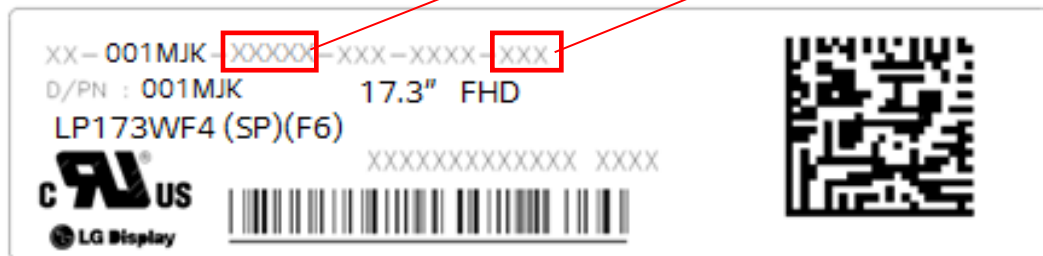 XX-001MJK-XXXXX-XXX-XXXX-XXX
D/PN : 001MJK 17.3" FHD
LP173WF4 (SP)(F6)
XXXXXXXXXXXXX XXXX
C RU ® US
LG Display